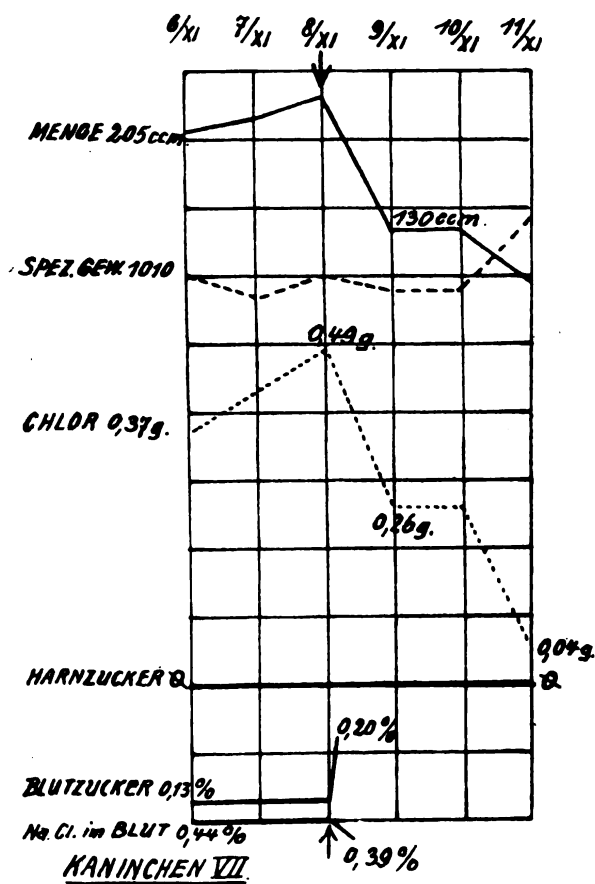 6/XI 7/XI 8/XI 9/XI 10/XI 11/XI
MENGE 205 ccm.
130 ccm.
SPEZ. GEW. 1010
0,49 g.
CHLOR 0,37 g.
0,26 g.
0,04 g.
HARNZUCKER 0 0
0,20%
BLUTZUCKER 0,13%
Na. Cl. im BLUT 0,44%
0,39%
KANINCHEN VII.